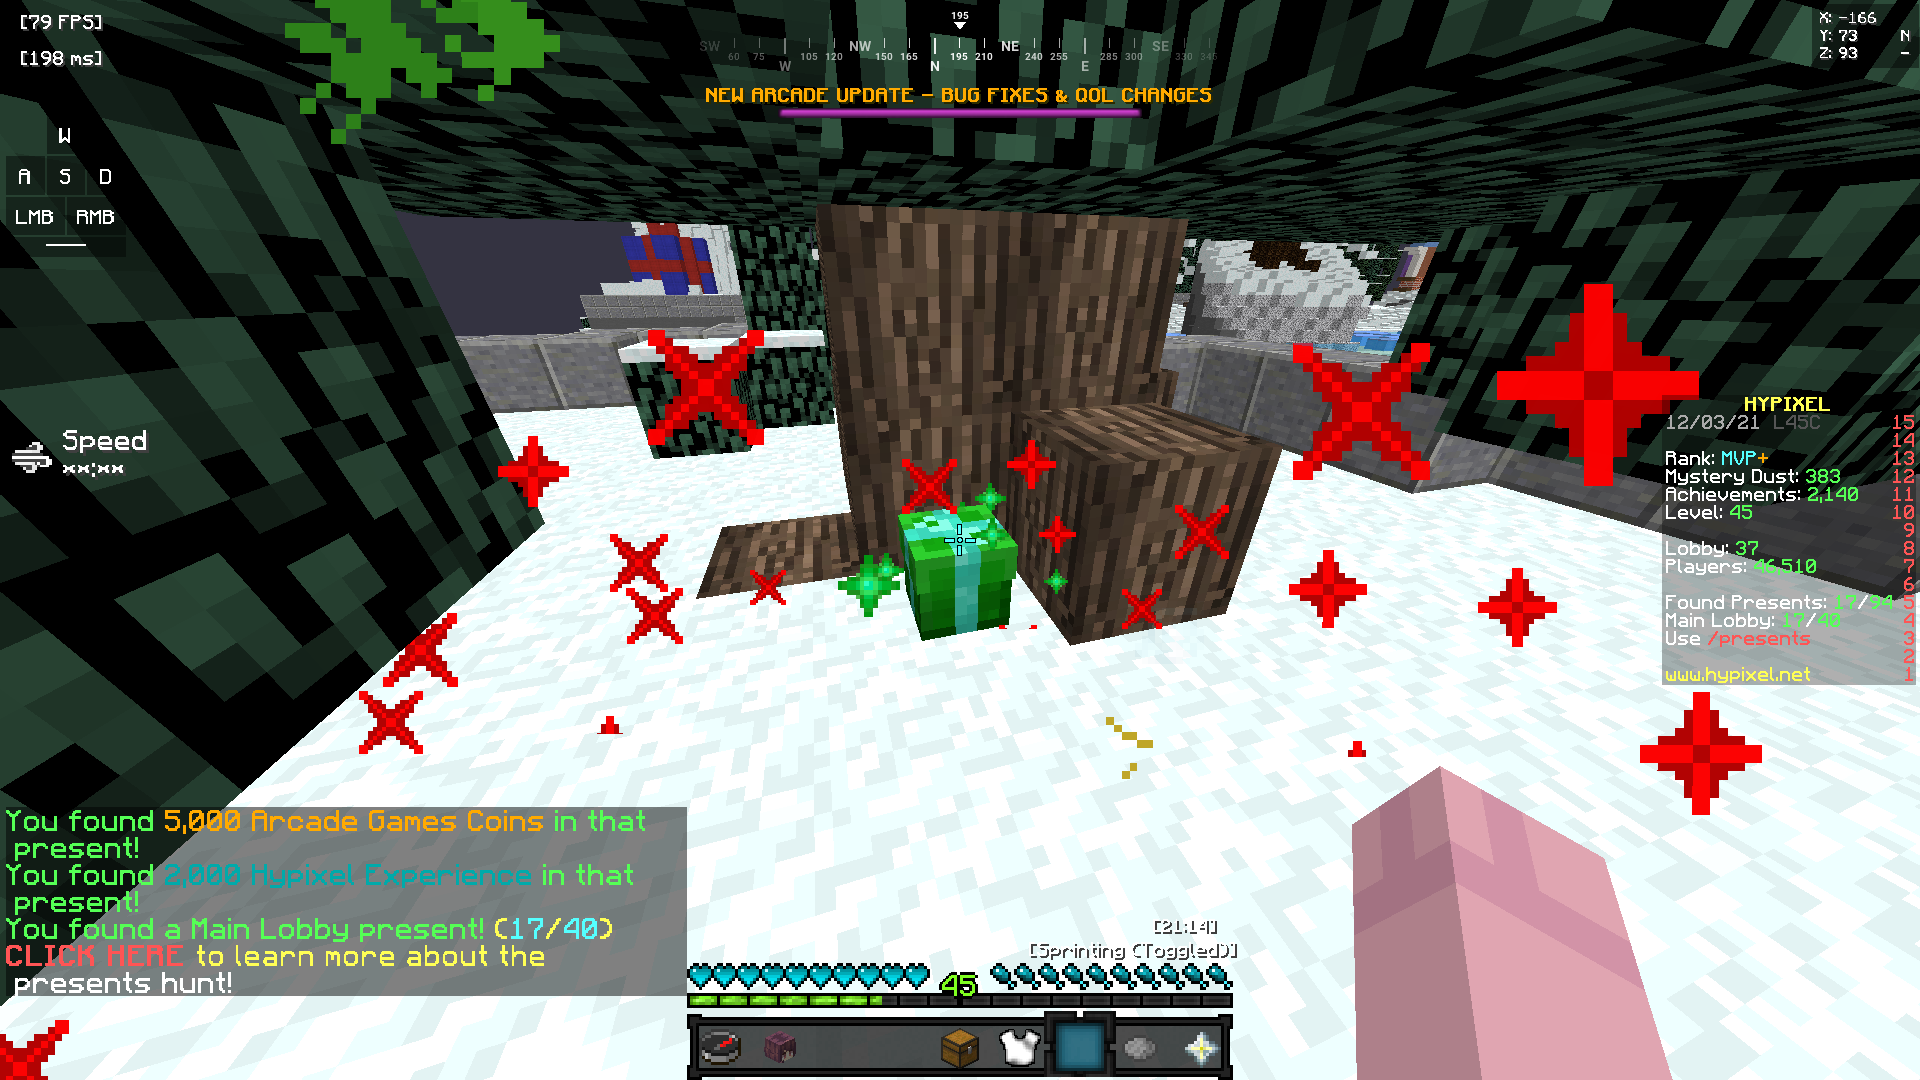 [79 FPS]
[198 ms]
W
A S D
LMB RMB
Speed
xx:xx
195
SW 60 75 W 105 120 NW 150 165 N 195 210 NE 240 255 E 285 300 SE 330 345
NEW ARCADE UPDATE - BUG FIXES & QOL CHANGES
X: -166
Y: 73 N
Z: 93 -
HYPIXEL
12/03/21 L45C 15
14
Rank: MVP+ 13
Mystery Dust: 383 12
Achievements: 2,140 11
Level: 45 10
9
Lobby: 37 8
Players: 46,510 7
6
Found Presents: 17/94 5
Main Lobby: 17/40 4
Use /presents 3
2
www.hypixel.net 1
You found 5,000 Arcade Games Coins in that
present!
You found 2,000 Hypixel Experience in that
present!
You found a Main Lobby present! (17/40)
CLICK HERE to learn more about the
presents hunt!
[21:14]
[Sprinting (Toggled)]
45